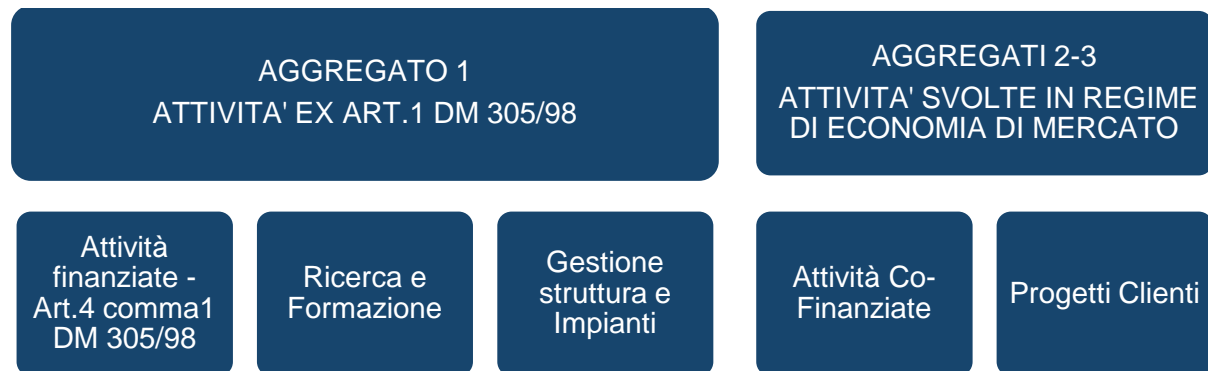 AGGREGATO 1
ATTIVITA' EX ART.1 DM 305/98
AGGREGATI 2-3
ATTIVITA' SVOLTE IN REGIME
DI ECONOMIA DI MERCATO
Attività
finanziate -
Art.4 comma1
DM 305/98
Ricerca e
Formazione
Gestione
struttura e
Impianti
Attività Co-
Finanziate
Progetti Clienti